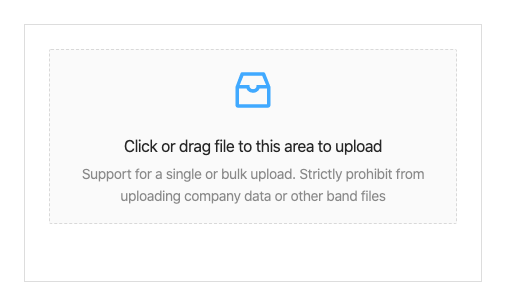 Click or drag file to this area to upload
Support for a single or bulk upload. Strictly prohibit from
uploading company data or other band files